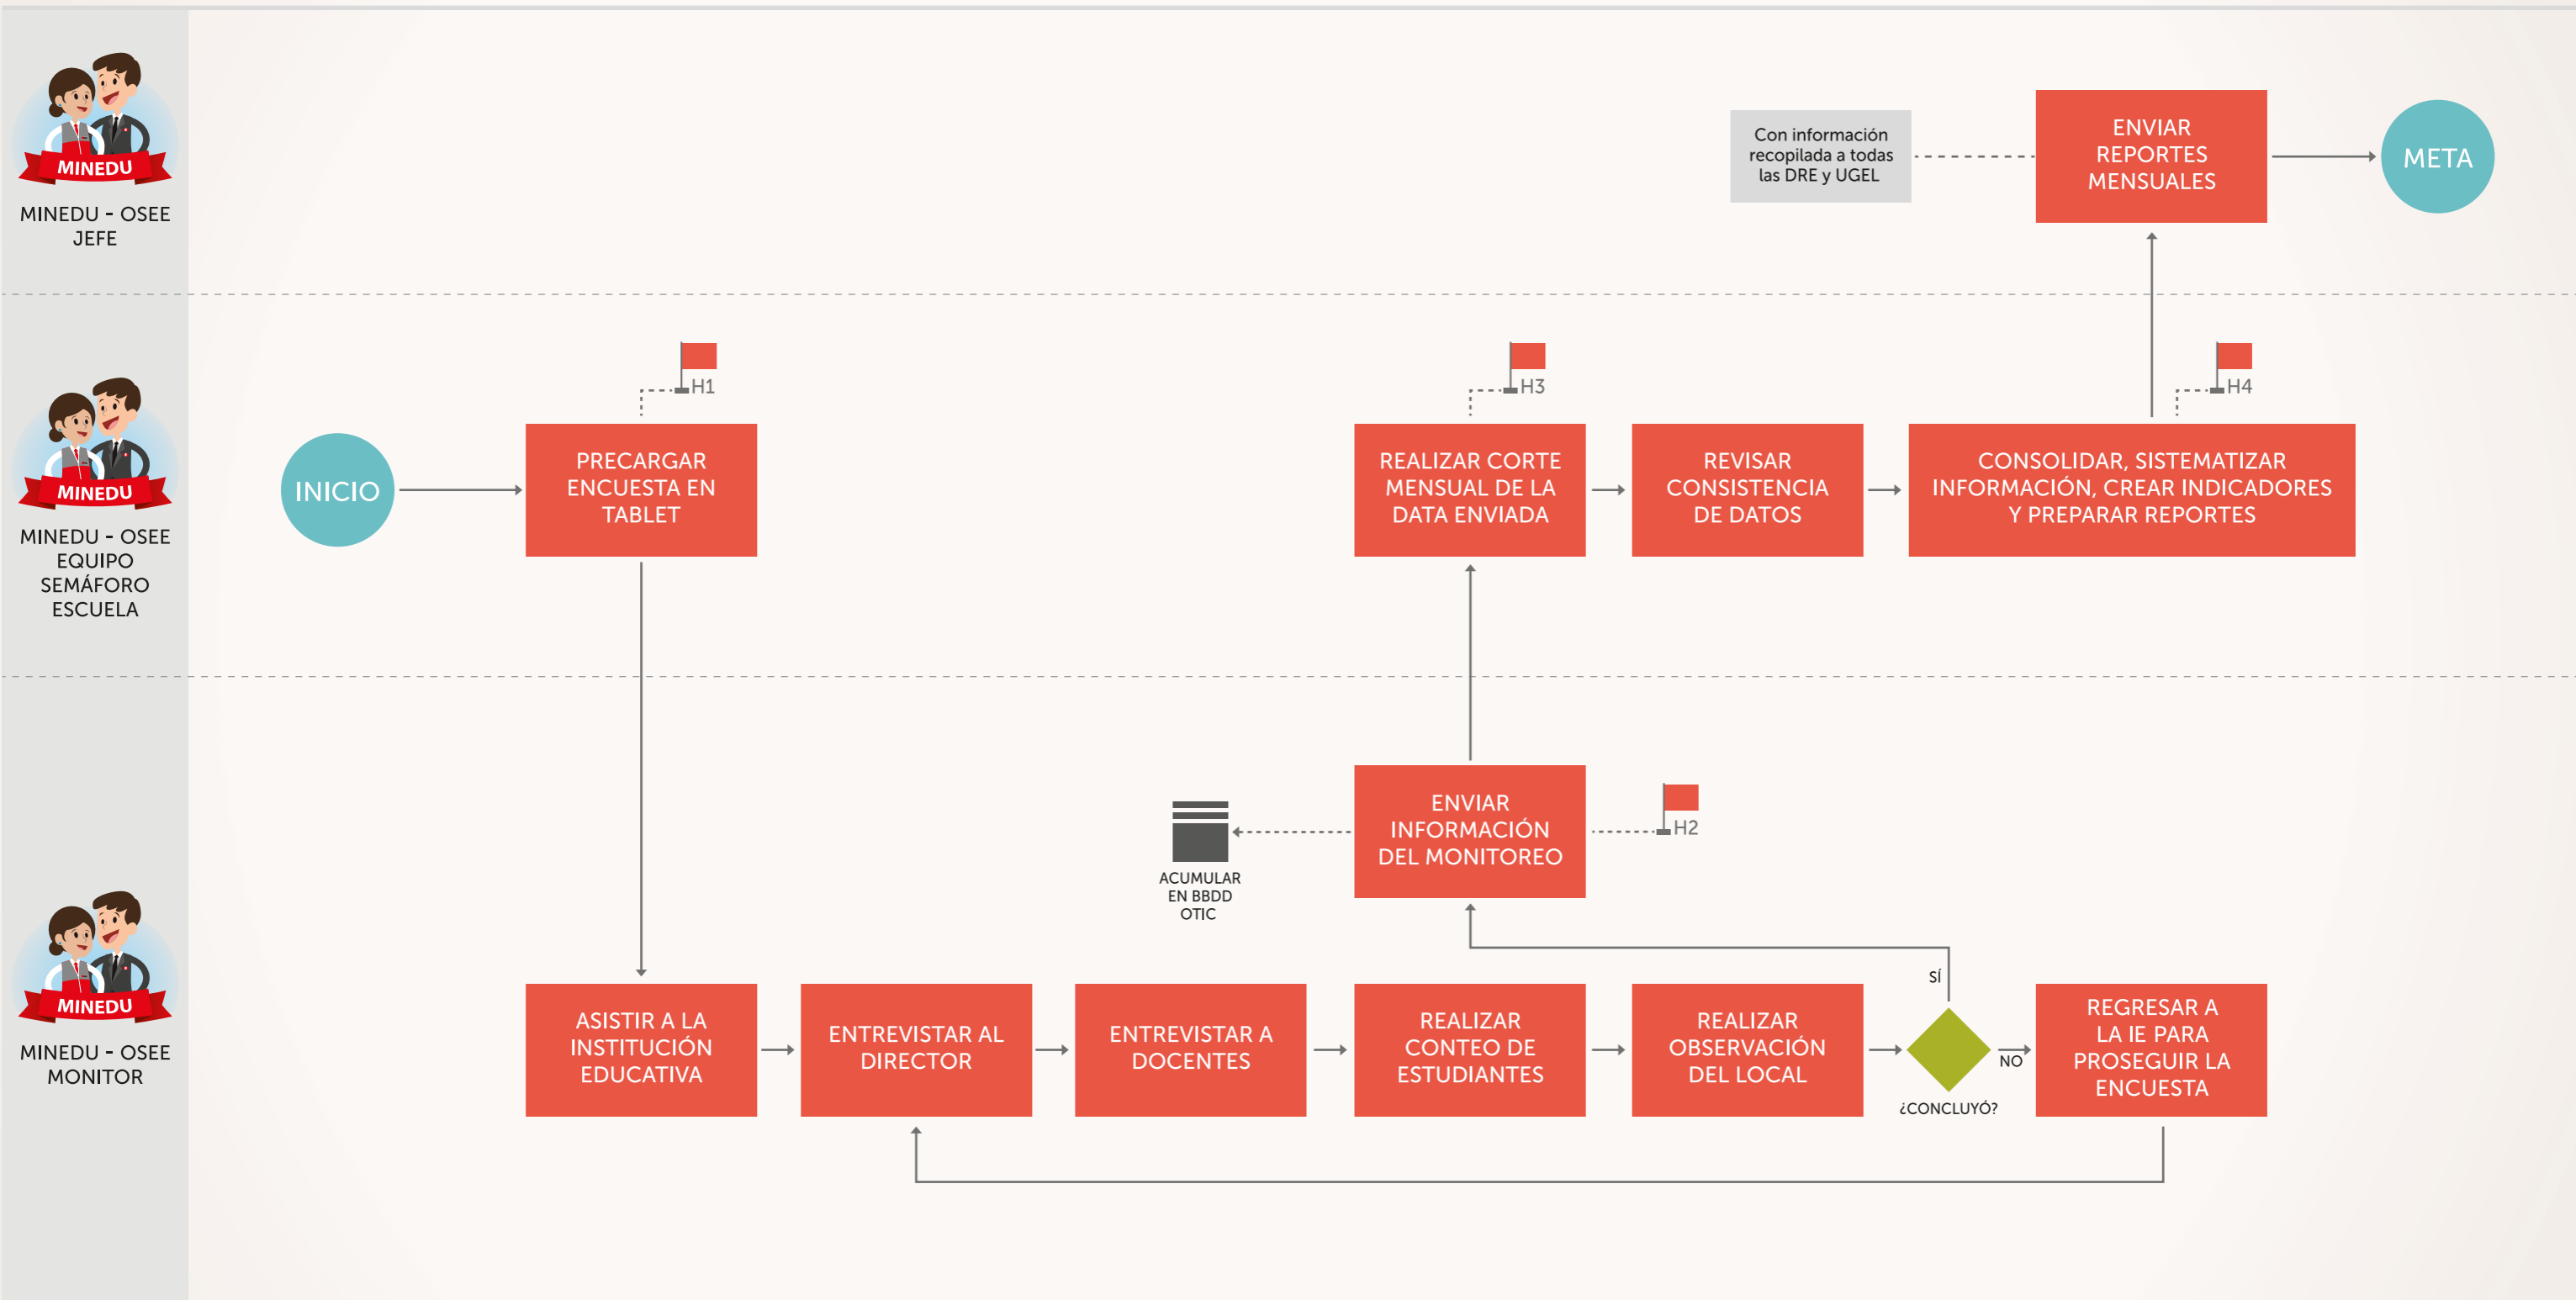 MINEDU
MINEDU - OSEE
JEFE
Con información
recopilada a todas
las DRE y UGEL
ENVIAR
REPORTES
MENSUALES
META
MINEDU
MINEDU - OSEE
EQUIPO
SEMÁFORO
ESCUELA
INICIO
H1
PRECARGAR
ENCUESTA EN
TABLET
H3
REALIZAR CORTE
MENSUAL DE LA
DATA ENVIADA
REVISAR
CONSISTENCIA
DE DATOS
H4
CONSOLIDAR, SISTEMATIZAR
INFORMACIÓN, CREAR INDICADORES
Y PREPARAR REPORTES
MINEDU
MINEDU - OSEE
MONITOR
ACUMULAR
EN BBDD
OTIC
ENVIAR
INFORMACIÓN
DEL MONITOREO
H2
ASISTIR A LA
INSTITUCIÓN
EDUCATIVA
ENTREVISTAR AL
DIRECTOR
ENTREVISTAR A
DOCENTES
REALIZAR
CONTEO DE
ESTUDIANTES
REALIZAR
OBSERVACIÓN
DEL LOCAL
SÍ
¿CONCLUYÓ?
NO
REGRESAR A
LA IE PARA
PROSEGUIR LA
ENCUESTA